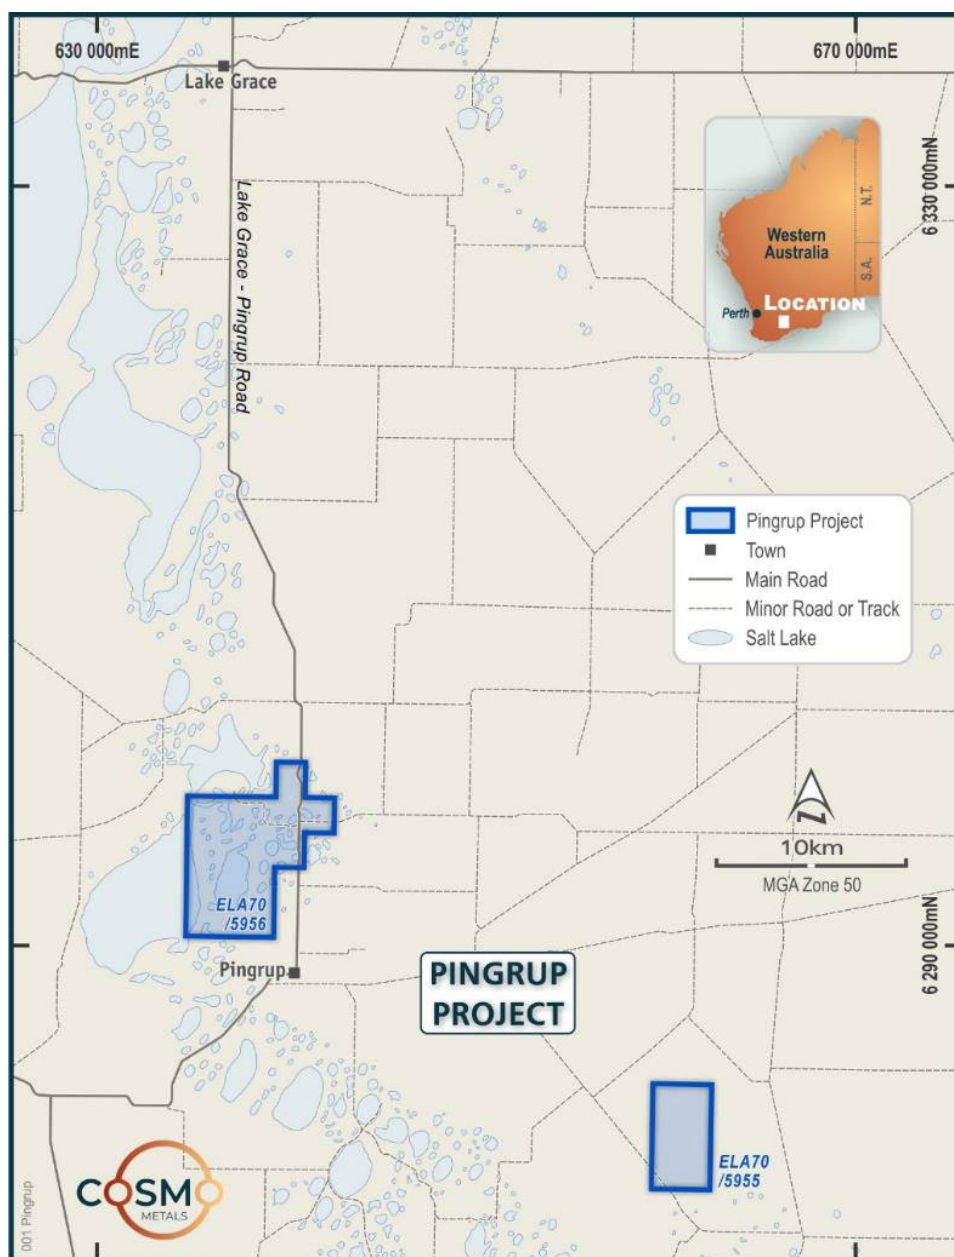 630 000mE
670 000mE
Lake Grace
Lake Grace - Pingrup Road
6 330 000mN
Western
Australia
N.T.
S.A.
Perth
LOCATION
Pingrup Project
Town
Main Road
Minor Road or Track
Salt Lake
N
10km
MGA Zone 50
ELA70
/5956
Pingrup
6 290 000mN
PINGRUP
PROJECT
ELA70
/5955
COSMO
METALS
001 Pingrup